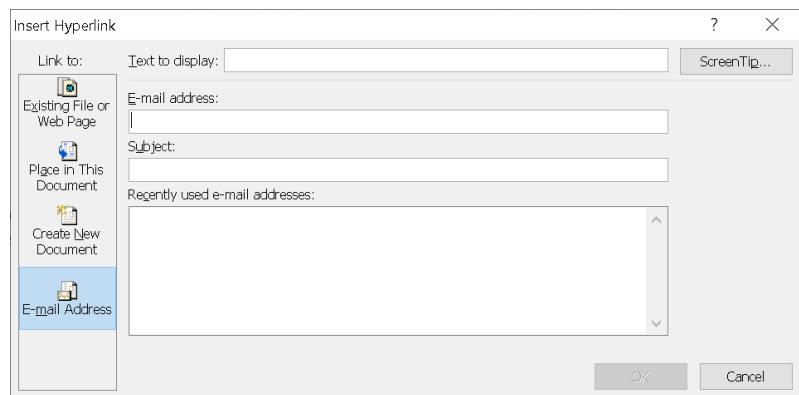 Insert Hyperlink
Link to:
Text to display:
ScreenTip...
Existing File or
Web Page
Place in This
Document
Create New
Document
E-mail Address
E-mail address:
Subject:
Recently used e-mail addresses:
OK
Cancel